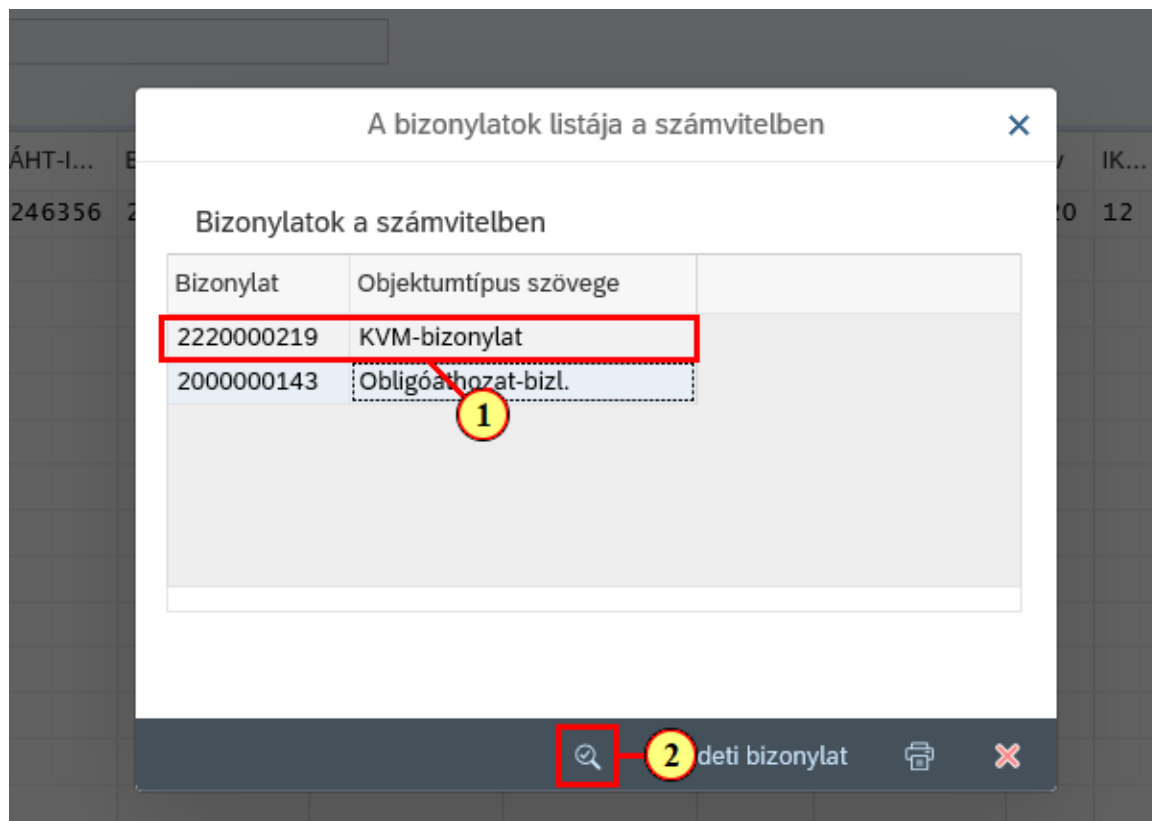 A bizonylatok listája a számvitelben
ÁHT-I... IK...
246356 12
Bizonylatok a számvitelben
Bizonylat Objektumtípus szövege
2220000219 KVM-bizonylat
2000000143 Obligóáthozat-bizl.
1
2 deti bizonylat